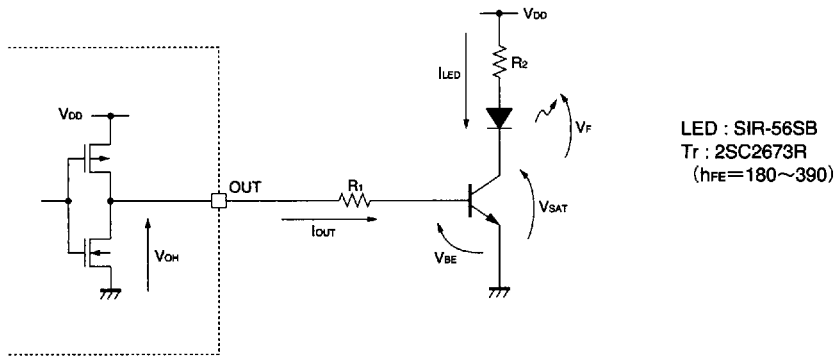 VDD
R2
ILED
VDD
VF
LED : SIR-56SB
Tr : 2SC2673R
(hFE=180～390)
OUT
R1
IOUT
VSAT
VOH
VBE